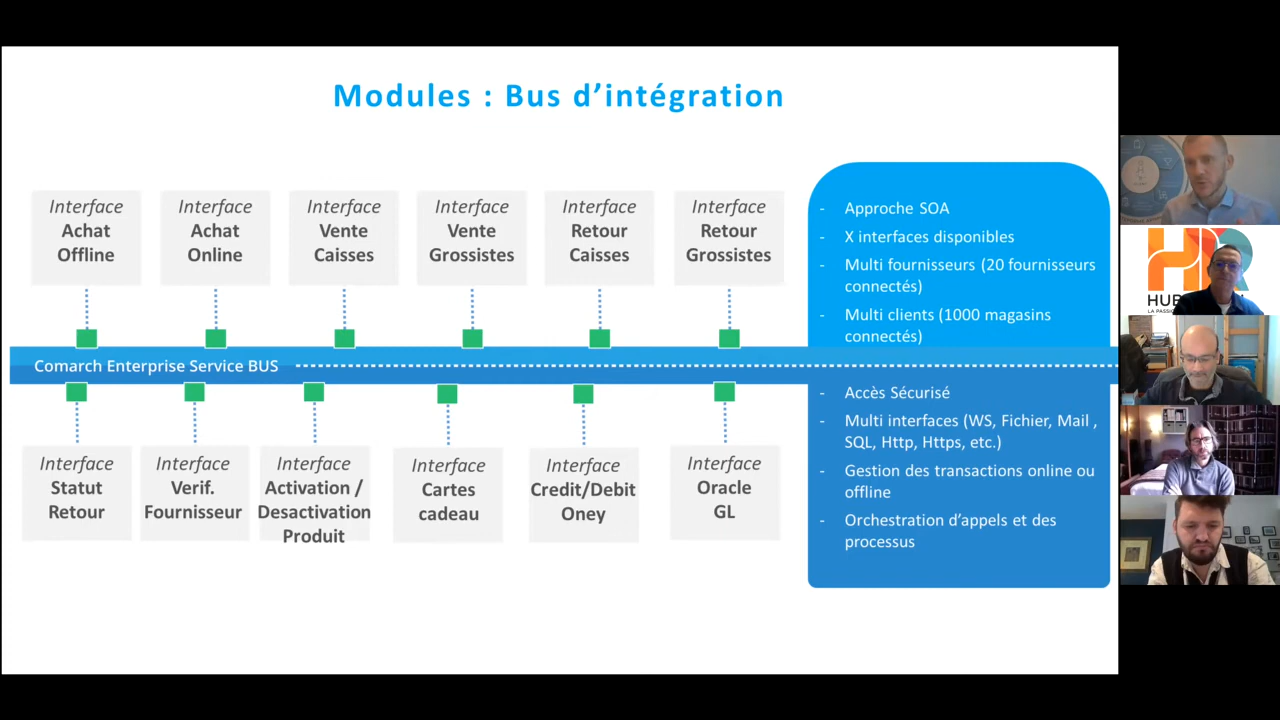 Modules : Bus d’intégration
Interface
Achat
Offline
Interface
Achat
Online
Interface
Vente
Caisses
Interface
Vente
Grossistes
Interface
Retour
Caisses
Interface
Retour
Grossistes
Comarch Enterprise Service BUS
Interface
Statut
Retour
Interface
Verif.
Fournisseur
Interface
Activation /
Desactivation
Produit
Interface
Cartes
cadeau
Interface
Credit/Debit
Oney
Interface
Oracle
GL
- Approche SOA
- X interfaces disponibles
- Multi fournisseurs (20 fournisseurs
connectés)
- Multi clients (1000 magasins
connectés)
- Accès Sécurisé
- Multi interfaces (WS, Fichier, Mail ,
SQL, Http, Https, etc.)
- Gestion des transactions online ou
offline
- Orchestration d’appels et des
processus
HR
HUB
LA PASSION